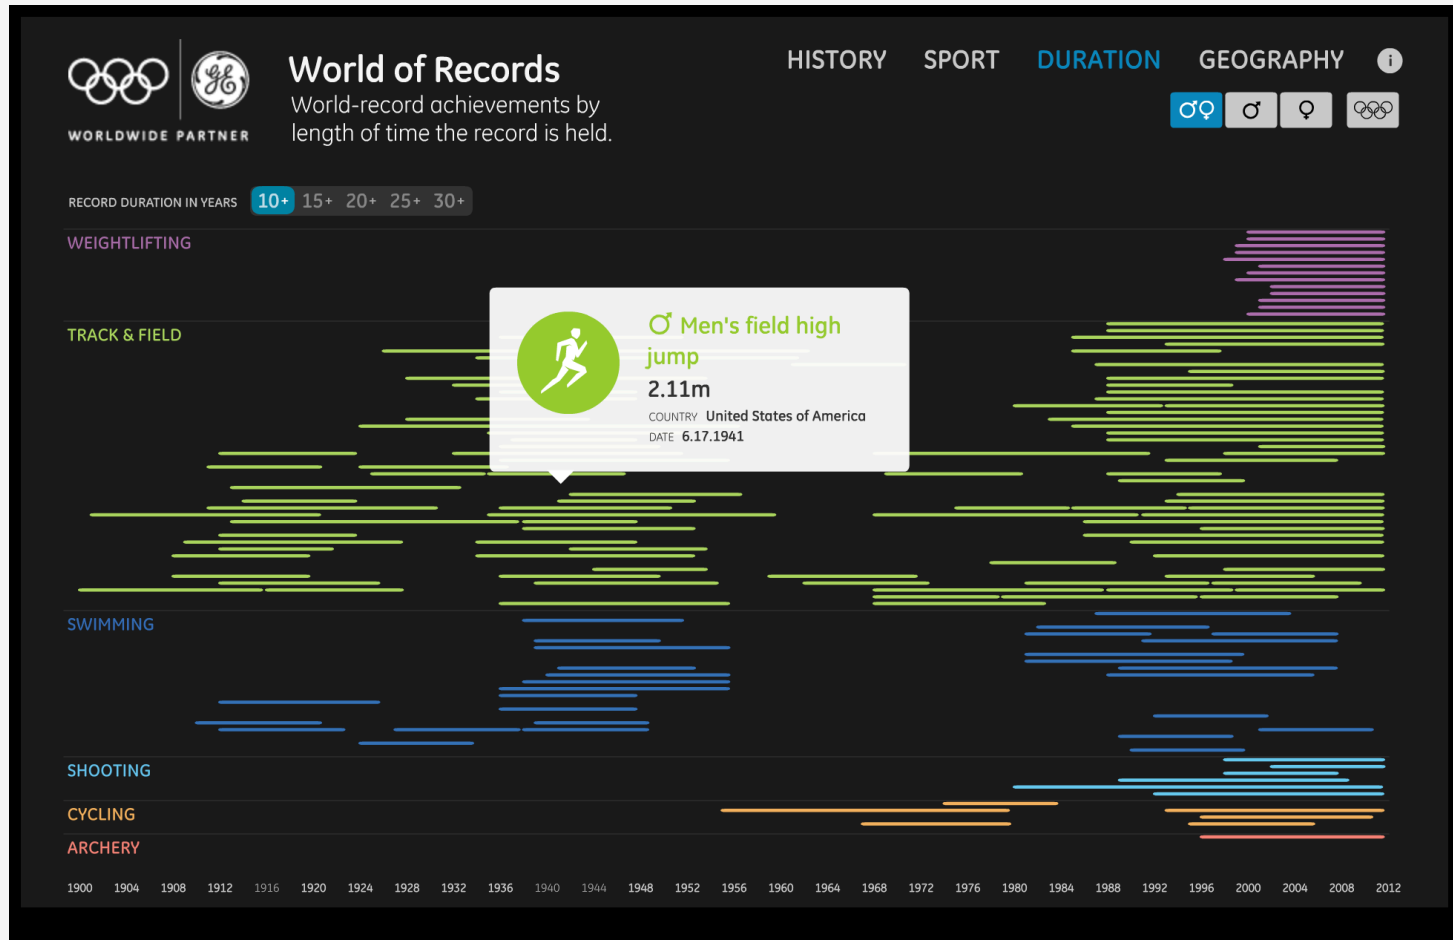 World of Records
World-record achievements by
length of time the record is held.
WORLDWIDE PARTNER
HISTORY SPORT DURATION GEOGRAPHY i
RECORD DURATION IN YEARS 10+ 15+ 20+ 25+ 30+
WEIGHTLIFTING
TRACK & FIELD
♂ Men's field high
jump
2.11m
COUNTRY United States of America
DATE 6.17.1941
SWIMMING
SHOOTING
CYCLING
ARCHERY
1900 1904 1908 1912 1916 1920 1924 1928 1932 1936 1940 1944 1948 1952 1956 1960 1964 1968 1972 1976 1980 1984 1988 1992 1996 2000 2004 2008 2012